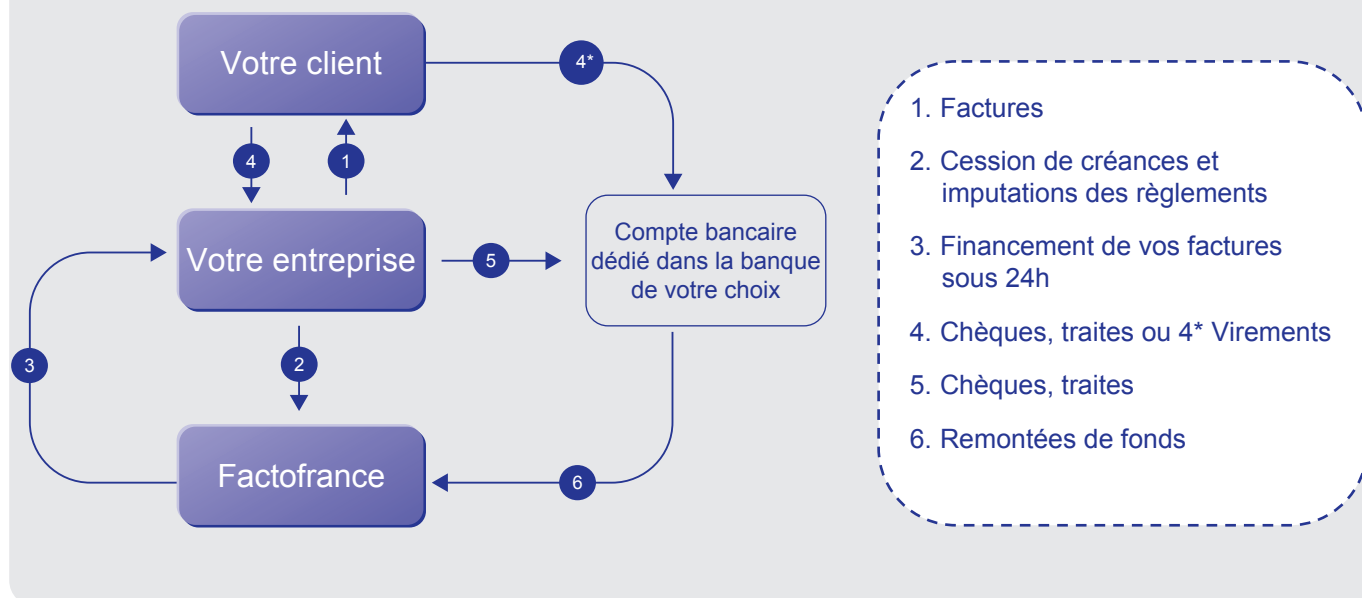 Votre client
4*
4
1
Votre entreprise
5
Compte bancaire
dédié dans la banque
de votre choix
3
2
Factofrance
6
1. Factures
2. Cession de créances et
imputations des règlements
3. Financement de vos factures
sous 24h
4. Chèques, traites ou 4* Virements
5. Chèques, traites
6. Remontées de fonds